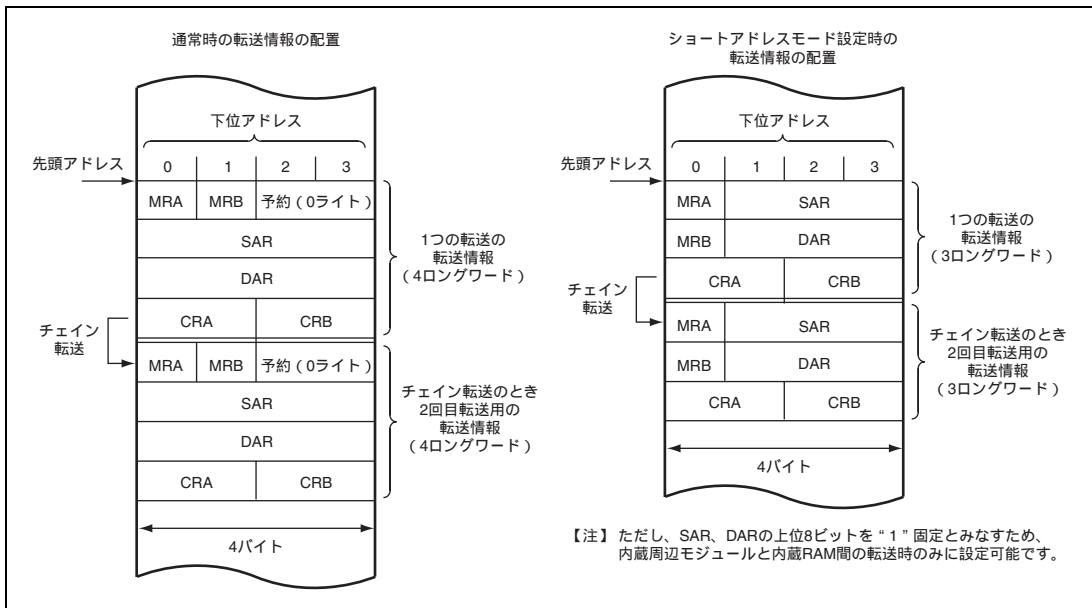 通常時の転送情報の配置
下位アドレス
先頭アドレス
0 1 2 3
MRA MRB 予約(0ライト)
SAR
DAR
CRA CRB
1つの転送の
転送情報
(4ロングワード)
チェイン
転送
MRA MRB 予約(0ライト)
SAR
DAR
CRA CRB
チェイン転送のとき
2回目転送用の
転送情報
(4ロングワード)
4バイト
ショートアドレスモード設定時の
転送情報の配置
下位アドレス
先頭アドレス
0 1 2 3
MRA SAR
MRB DAR
CRA CRB
1つの転送の
転送情報
(3ロングワード)
チェイン
転送
MRA SAR
MRB DAR
CRA CRB
チェイン転送のとき
2回目転送用の
転送情報
(3ロングワード)
4バイト
【注】ただし、SAR、DARの上位8ビットを“1”固定とみなすため、
内蔵周辺モジュールと内蔵RAM間の転送時のみに設定可能です。